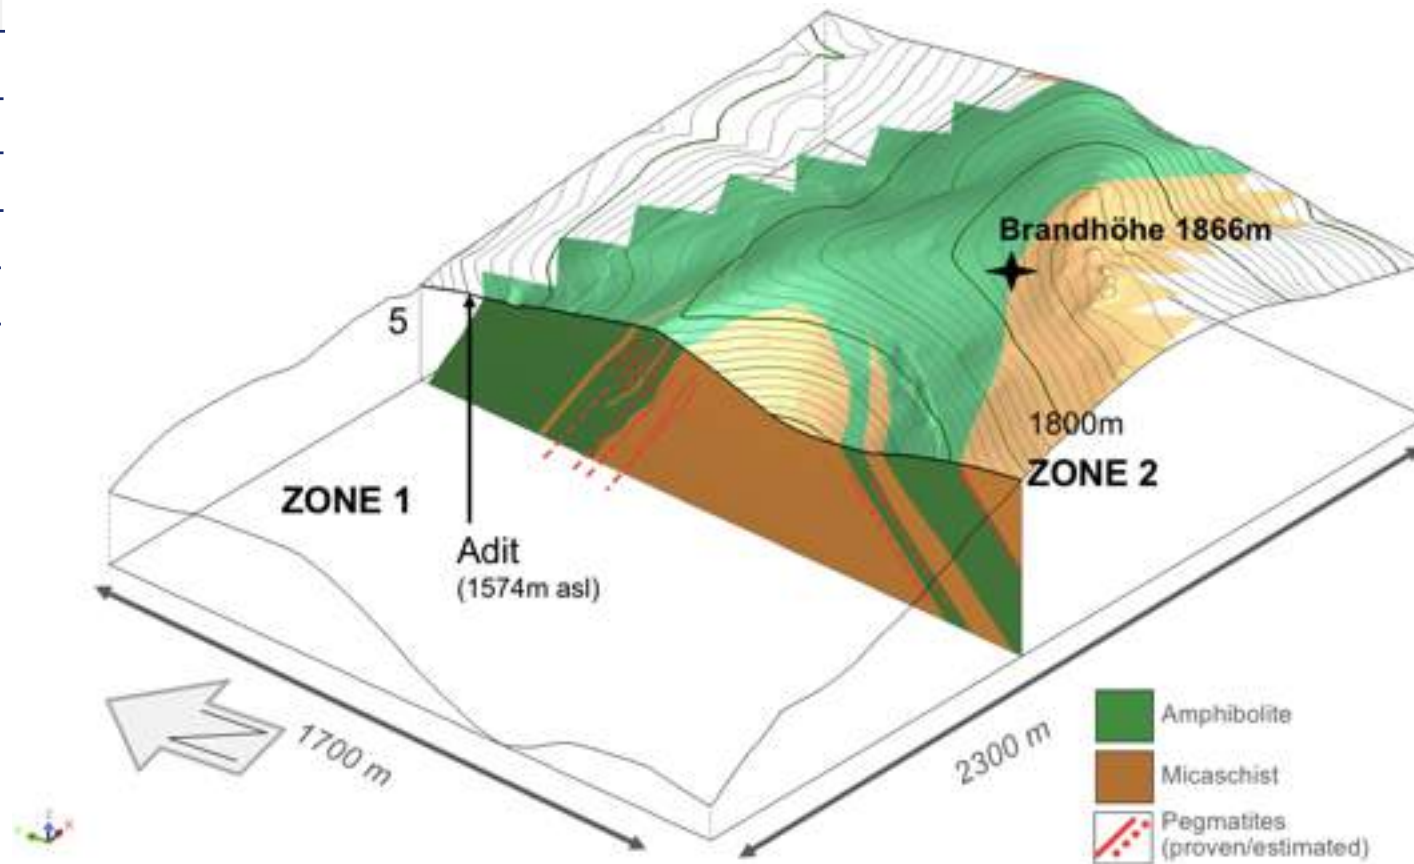 Brandhöhe 1866m
5
1800m
ZONE 2
ZONE 1
Adit
(1574m asl)
N
1700 m
2300 m
Amphibolite
Micaschist
Pegmatites
(proven/estimated)